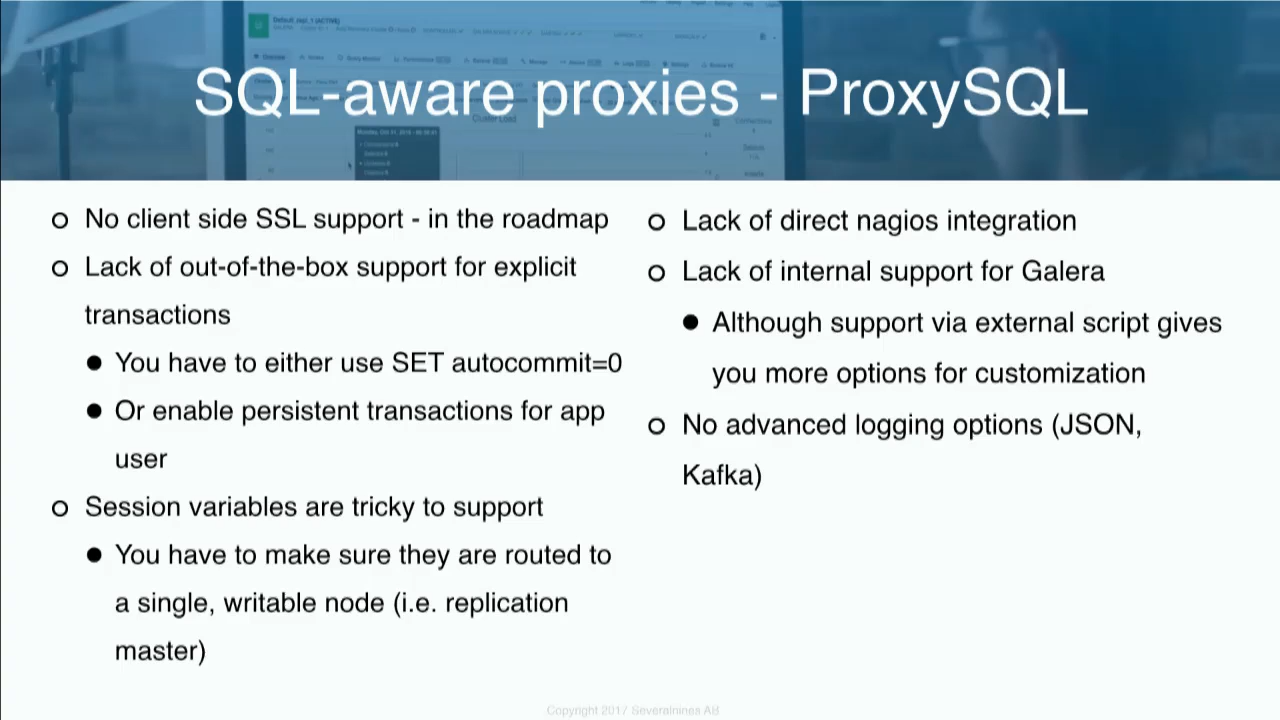 SQL-aware proxies - ProxySQL
No client side SSL support - in the roadmap
Lack of out-of-the-box support for explicit
transactions
You have to either use SET autocommit=0
Or enable persistent transactions for app
user
Session variables are tricky to support
You have to make sure they are routed to
a single, writable node (i.e. replication
master)
Lack of direct nagios integration
Lack of internal support for Galera
Although support via external script gives
you more options for customization
No advanced logging options (JSON,
Kafka)
Copyright 2017 Severalnines AB